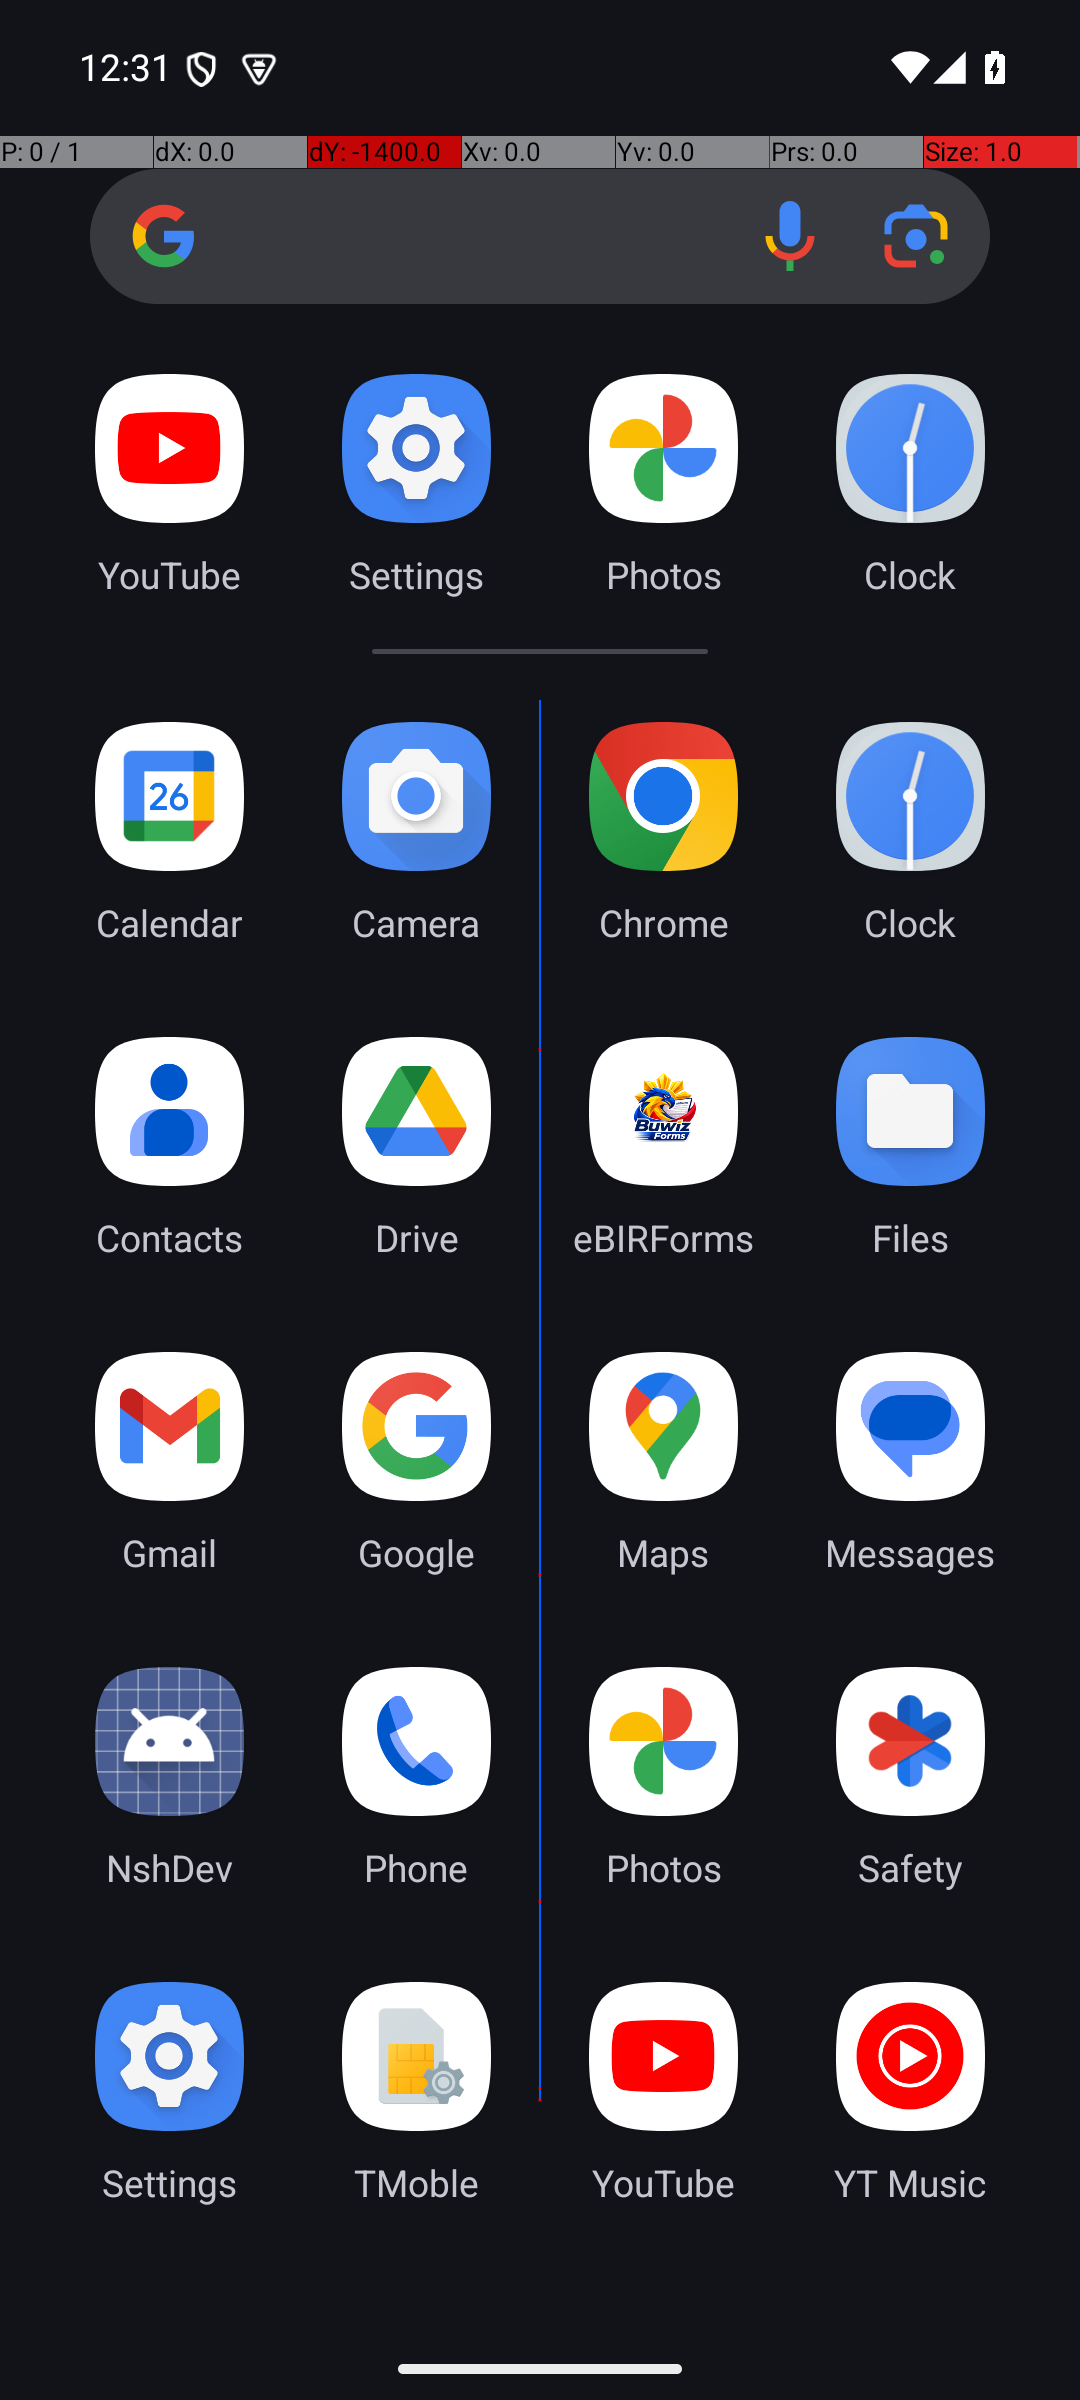 12:31
P: 0 / 1 dX: 0.0 dY: -1400.0 Xv: 0.0 Yv: 0.0 Prs: 0.0 Size: 1.0
YouTube Settings Photos Clock
26
Calendar Camera Chrome Clock
Buwiz
Forms
Contacts Drive eBIRForms Files
Gmail Google Maps Messages
NshDev Phone Photos Safety
Settings TMoble YouTube YT Music